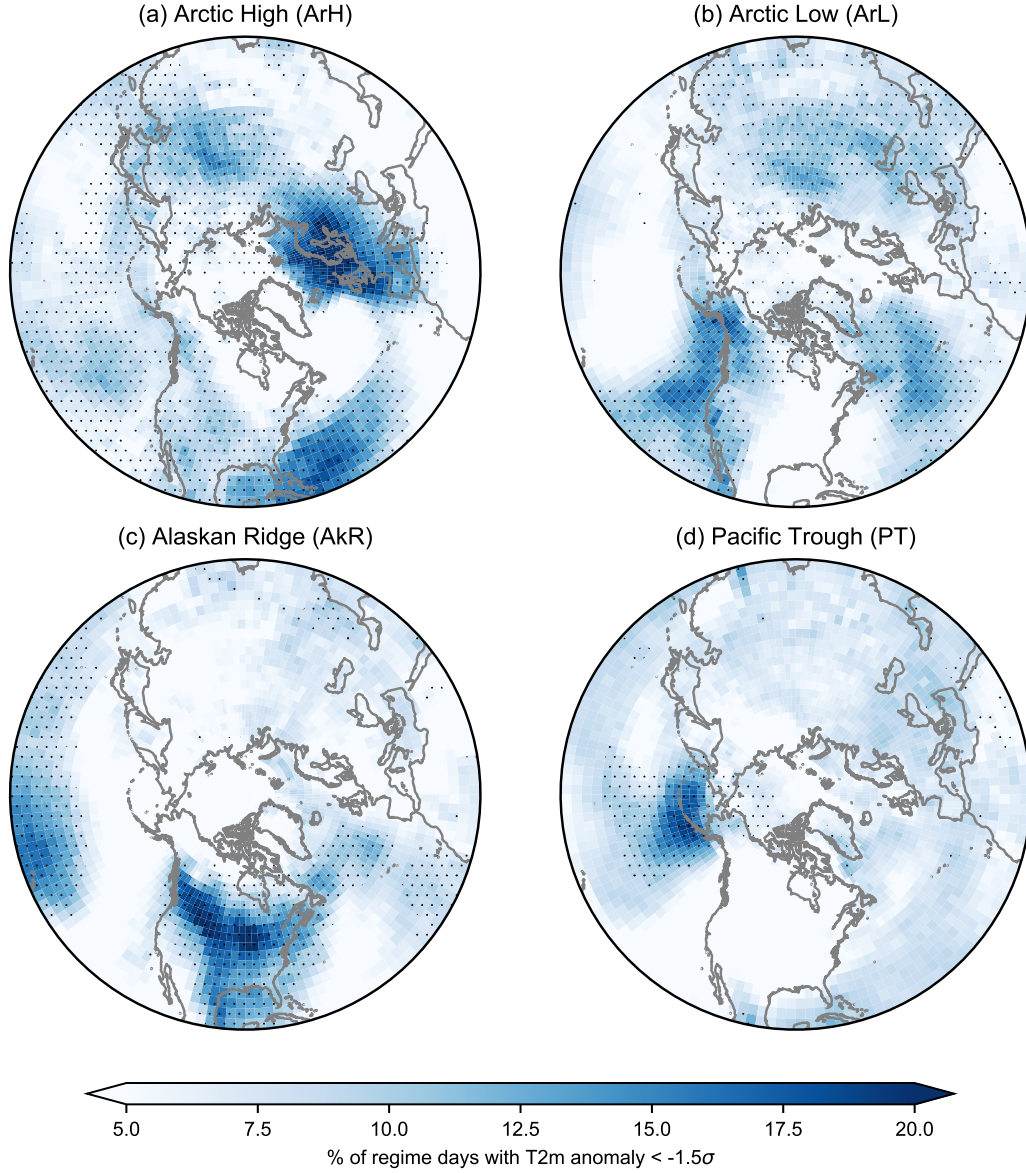 (a) Arctic High (ArH)
(b) Arctic Low (ArL)
(c) Alaskan Ridge (AkR)
(d) Pacific Trough (PT)
5.0 7.5 10.0 12.5 15.0 17.5 20.0
% of regime days with T2m anomaly < -1.5σ